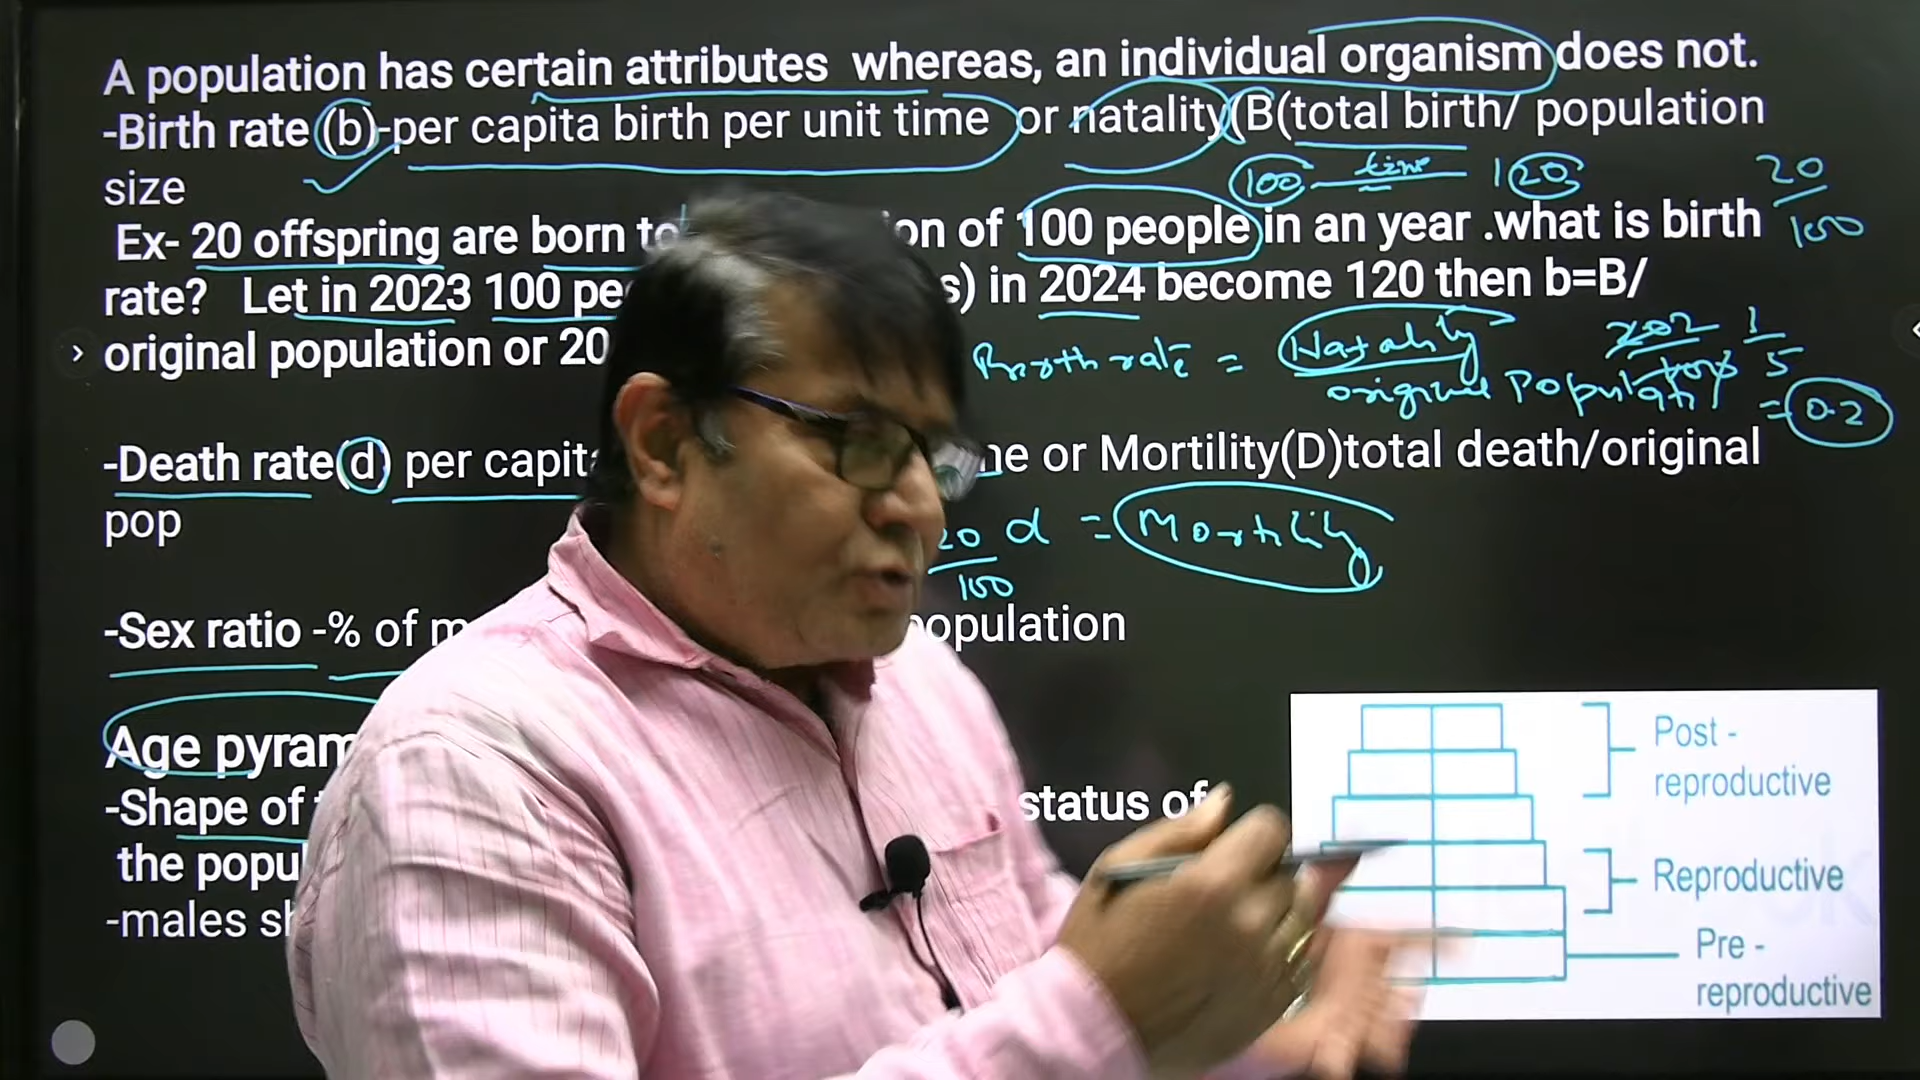 A population has certain attributes whereas, an individual organism does not.
-Birth rate (b)-per capita birth per unit time or natality(B(total birth/ population
size
100 time 120
20
100
Ex- 20 offspring are born to on of 100 people in an year .what is birth
rate? Let in 2023 100 pe s) in 2024 become 120 then b=B/
original population or 20
Birth rate = Natality
original Population
1
5
= 0.2
-Death rate(d) per capita ne or Mortility(D)total death/original
pop
20
100
d = Mortility
-Sex ratio -% of m population
Age pyram
-Shape of status of
the popu
-males sh
Post -
reproductive
Reproductive
Pre -
reproductive